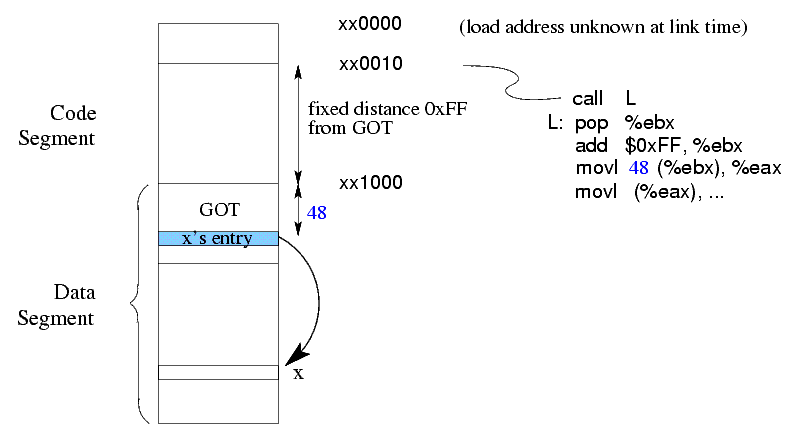 xx0000
(load address unknown at link time)
xx0010
call L
L: pop %ebx
add $0xFF, %ebx
movl 48 (%ebx), %eax
movl (%eax), ...
Code
Segment
fixed distance 0xFF
from GOT
xx1000
GOT
48
x's entry
Data
Segment
x